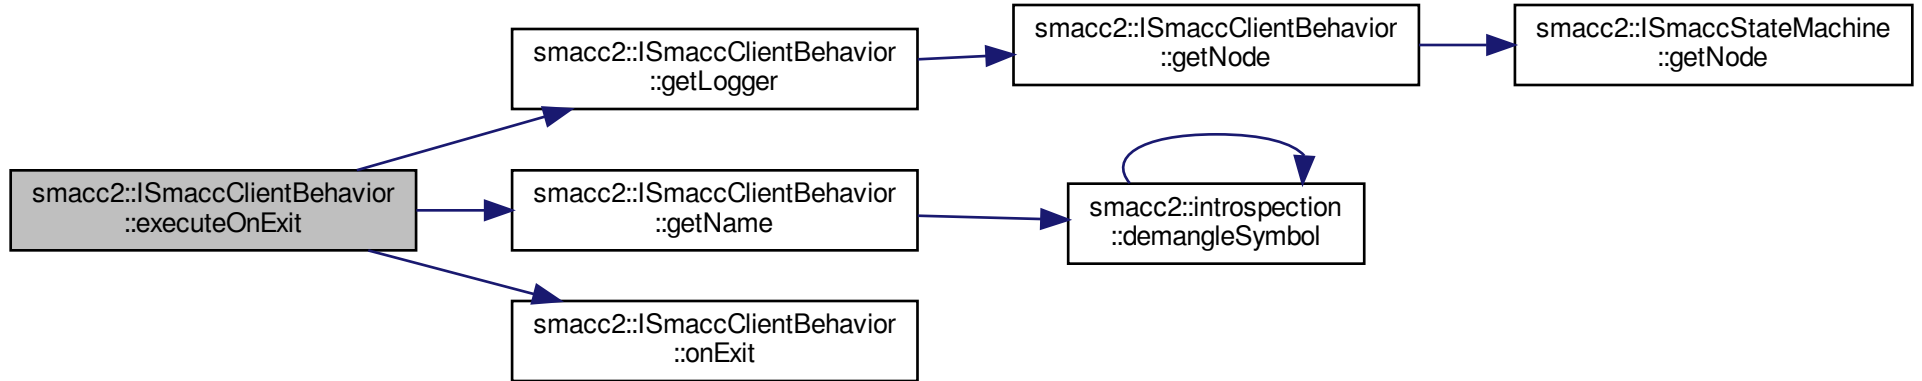 smacc2::ISmaccClientBehavior
::executeOnExit
smacc2::ISmaccClientBehavior
::getLogger
smacc2::ISmaccClientBehavior
::getNode
smacc2::ISmaccStateMachine
::getNode
smacc2::ISmaccClientBehavior
::getName
smacc2::introspection
::demangleSymbol
smacc2::ISmaccClientBehavior
::onExit